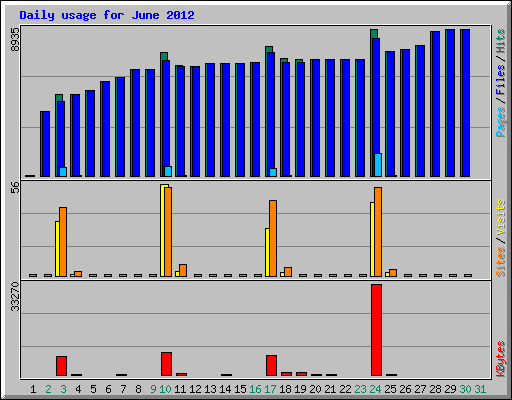 Daily usage for June 2012
8935
Pages / Files / Hits
56
Sites / Visits
33270
KBytes
1 2 3 4 5 6 7 8 9 10 11 12 13 14 15 16 17 18 19 20 21 22 23 24 25 26 27 28 29 30 31